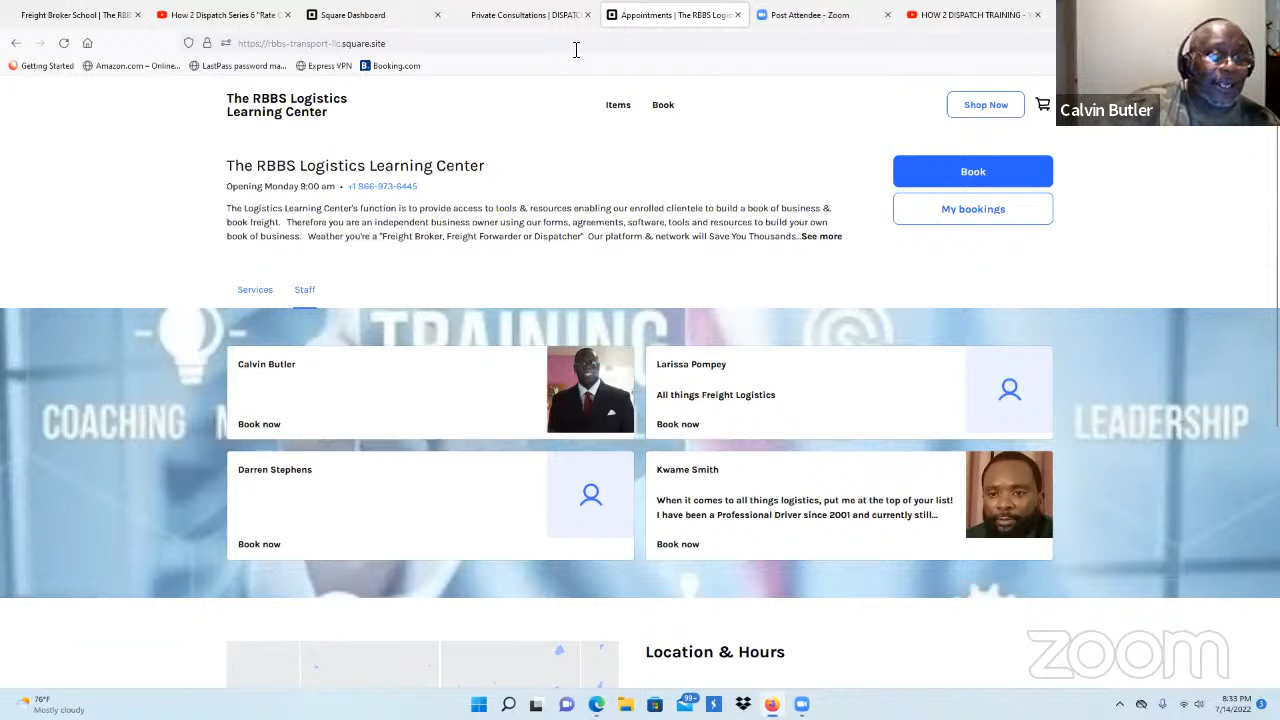 Freight Broker School | The RBB
How 2 Dispatch Series 6 "Rate C
Square Dashboard
Private Consultations | DISPATC
Appointments | The RBBS Logis
Post Attendee - Zoom
HOW 2 DISPATCH TRAINING - Y
https://rbbs-transport-llc.square.site
Getting Started
Amazon.com – Online...
LastPass password ma...
Express VPN
Booking.com
Calvin Butler
The RBBS Logistics
Learning Center
Items
Book
Shop Now
The RBBS Logistics Learning Center
Opening Monday 9:00 am • +1 866-973-6445
The Logistics Learning Center's function is to provide access to tools & resources enabling our enrolled clientele to build a book of business &
book freight. Therefore you are an independent business owner using our forms, agreements, software, tools and resources to build your own
book of business. Weather you're a "Freight Broker, Freight Forwarder or Dispatcher" Our platform & network will Save You Thousands...See more
Book
My bookings
Services
Staff
TRAINING
COACHING
LEADERSHIP
Calvin Butler
Book now
Larissa Pompey
All things Freight Logistics
Book now
Darren Stephens
Book now
Kwame Smith
When it comes to all things logistics, put me at the top of your list!
I have been a Professional Driver since 2001 and currently still...
Book now
Location & Hours
zoom
76°F
Mostly cloudy
99+
8:33 PM
7/14/2022
3